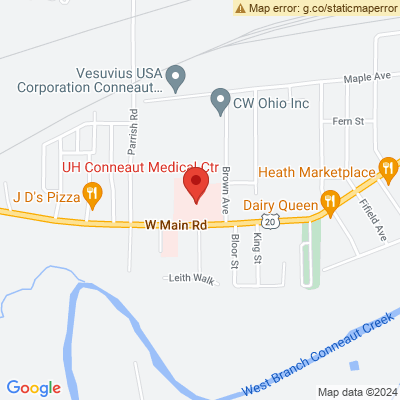 Map error: g.co/staticmaperror
Vesuvius USA
Corporation Conneaut...
Maple Ave
CW Ohio Inc
Fern St
Parrish Rd
UH Conneaut Medical Ctr
Heath Marketplace
Brown Ave
J D's Pizza
Dairy Queen
Fifield Ave
W Main Rd
20
Bloor St
King St
Leith Walk
West Branch Conneaut Creek
Google
Map data ©2024